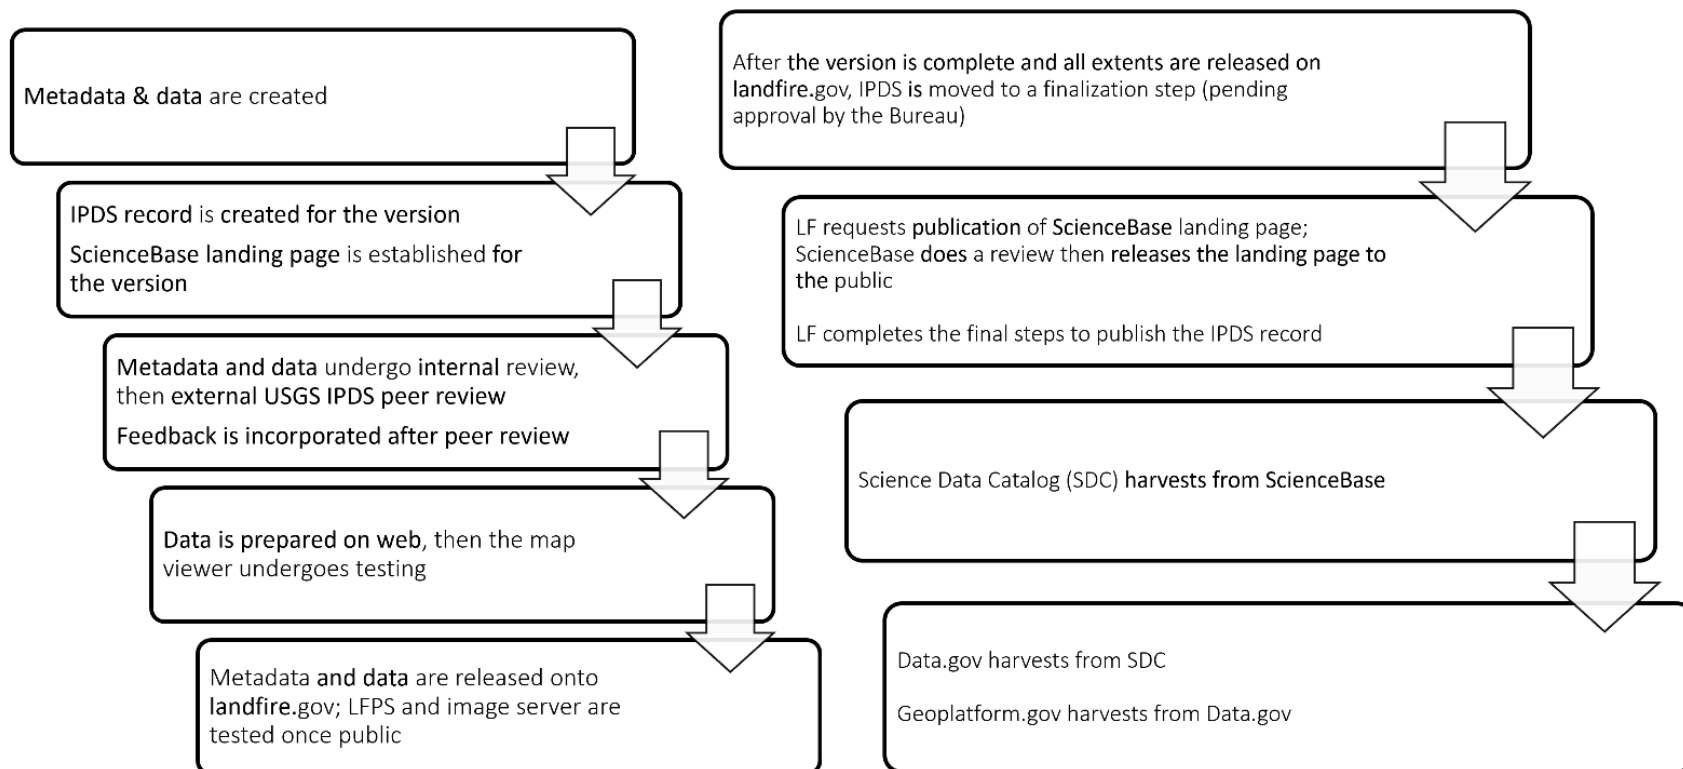 Metadata & data are created
IPDS record is created for the version
ScienceBase landing page is established for
the version
Metadata and data undergo internal review,
then external USGS IPDS peer review
Feedback is incorporated after peer review
Data is prepared on web, then the map
viewer undergoes testing
Metadata and data are released onto
landfire.gov; LFPS and image server are
tested once public
After the version is complete and all extents are released on
landfire.gov, IPDS is moved to a finalization step (pending
approval by the Bureau)
LF requests publication of ScienceBase landing page;
ScienceBase does a review then releases the landing page to
the public
LF completes the final steps to publish the IPDS record
Science Data Catalog (SDC) harvests from ScienceBase
Data.gov harvests from SDC
Geoplatform.gov harvests from Data.gov